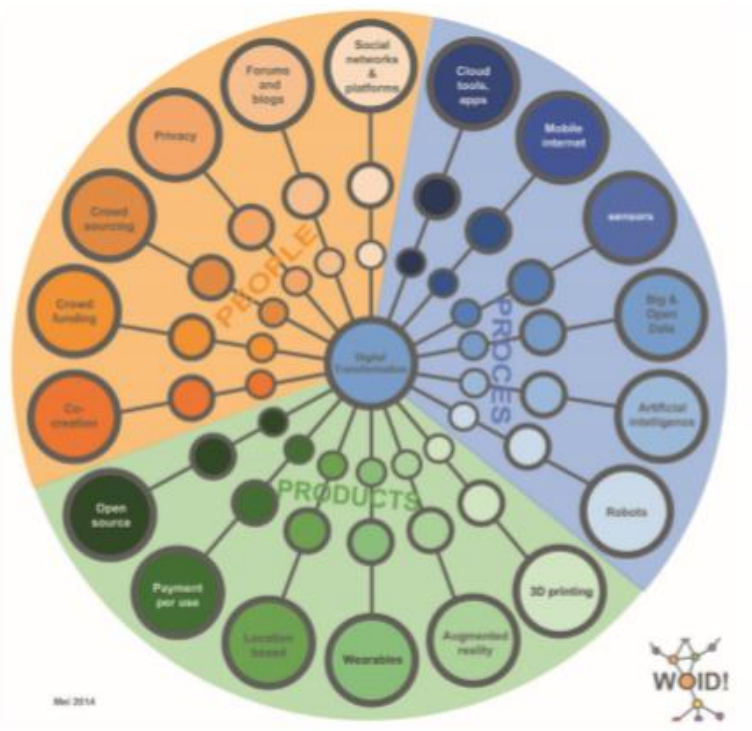 Social
networks
&
platforms
Cloud
tools,
apps
Mobile
internet
sensors
Big &
Open
Data
Artificial
intelligence
Robots
3D printing
Augmented
reality
Wearables
Location
based
Payment
per use
Open
source
Co-
creation
Crowd
funding
Crowd
sourcing
Privacy
Forums
and
blogs
PEOPLE
PROCES
PRODUCTS
Digital
Transformation
Mei 2014
WOID!